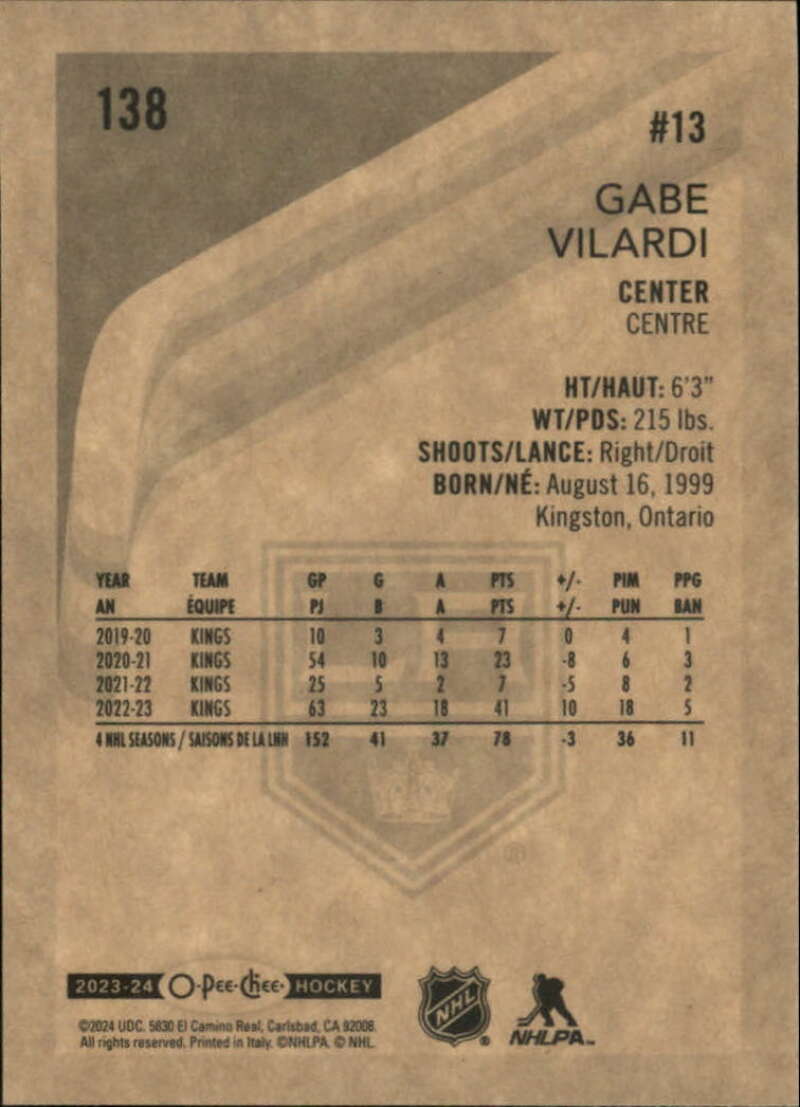 138
#13
GABE
VILARDI
CENTER
CENTRE
HT/HAUT: 6'3"
WT/PDS: 215 lbs.
SHOOTS/LANCE: Right/Droit
BORN/NÉ: August 16, 1999
Kingston, Ontario
YEAR TEAM GP G A PTS +/- PIM PPG
AN ÉQUIPE PJ B A PTS +/- PUN BAN
2019-20 KINGS 10 3 4 7 0 4 1
2020-21 KINGS 54 10 13 23 -8 6 3
2021-22 KINGS 25 5 2 7 -5 8 2
2022-23 KINGS 63 23 18 41 10 18 5
4 NHL SEASONS / SAISONS DE LA LNH 152 41 37 78 -3 36 11
2023-24 O-Pee-Chee HOCKEY
©2024 UDC. 5830 El Camino Real, Carlsbad, CA 92008.
All rights reserved. Printed in Italy. ©NHLPA. © NHL.
NHL
NHLPA